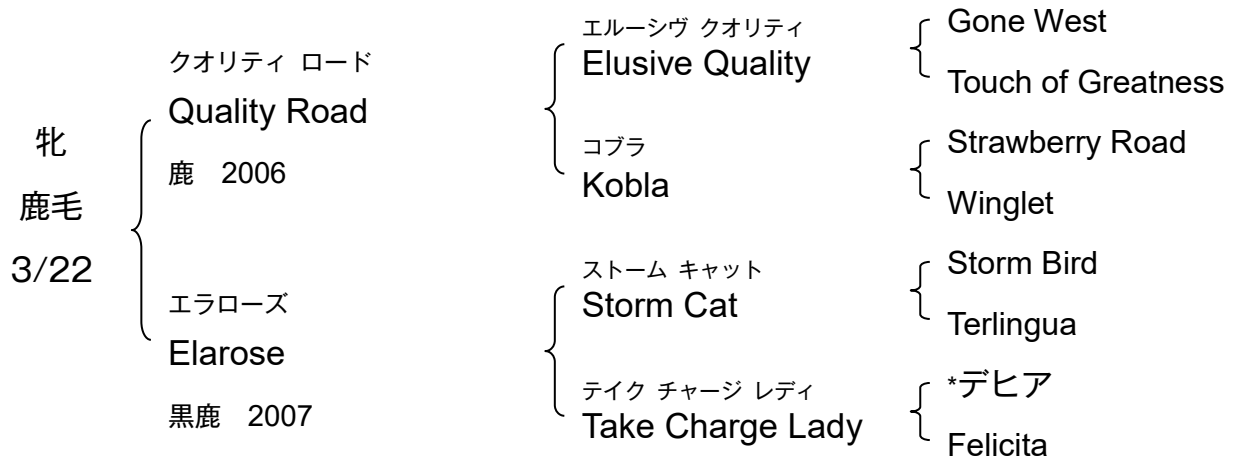 牝
鹿毛
3/22
クオリティ ロード
Quality Road
鹿 2006
エラローズ
Elarose
黒鹿 2007
エルーシヴ クオリティ
Elusive Quality
コブラ
Kobla
ストーム キャット
Storm Cat
テイク チャージ レディ
Take Charge Lady
Gone West
Touch of Greatness
Strawberry Road
Winglet
Storm Bird
Terlingua
*デヒア
Felicita